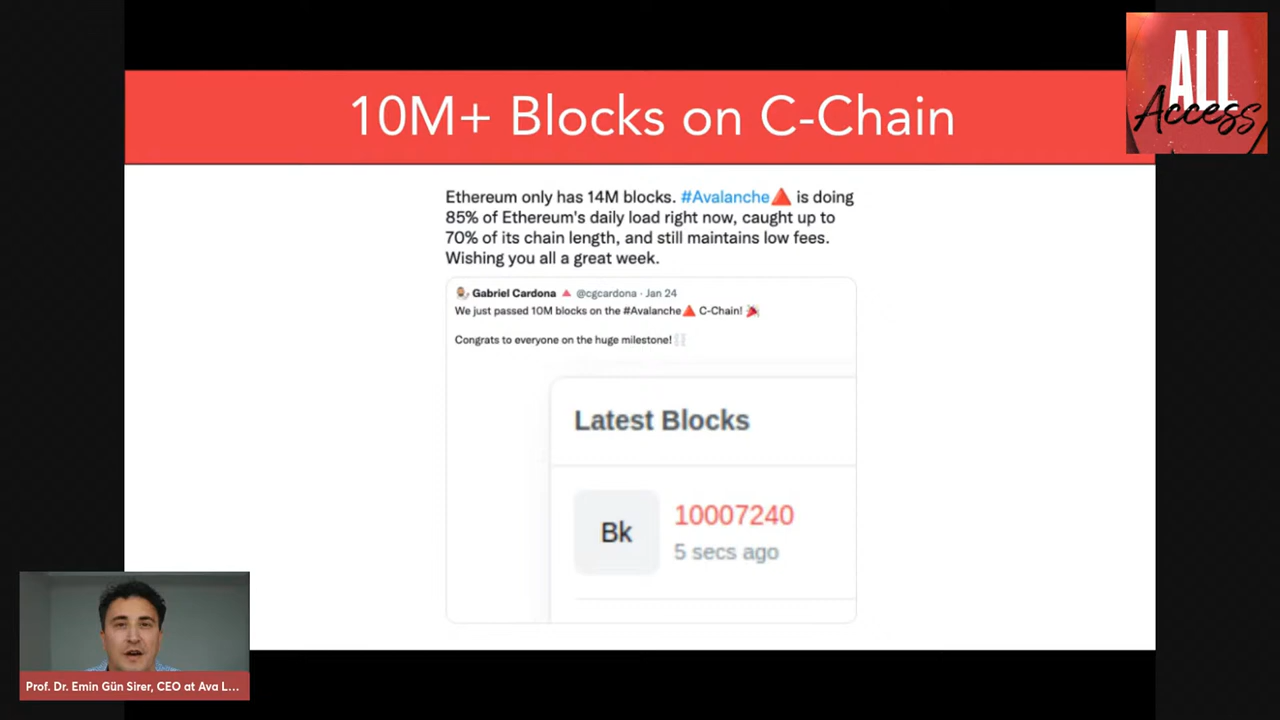 10M+ Blocks on C-Chain
ALL
Access
Ethereum only has 14M blocks. #Avalanche🔺 is doing
85% of Ethereum's daily load right now, caught up to
70% of its chain length, and still maintains low fees.
Wishing you all a great week.
Gabriel Cardona 🔺 @cgcardona · Jan 24
We just passed 10M blocks on the #Avalanche🔺 C-Chain! 🎉
Congrats to everyone on the huge milestone! ⛓
Latest Blocks
Bk
10007240
5 secs ago
Prof. Dr. Emin Gün Sirer, CEO at Ava L...